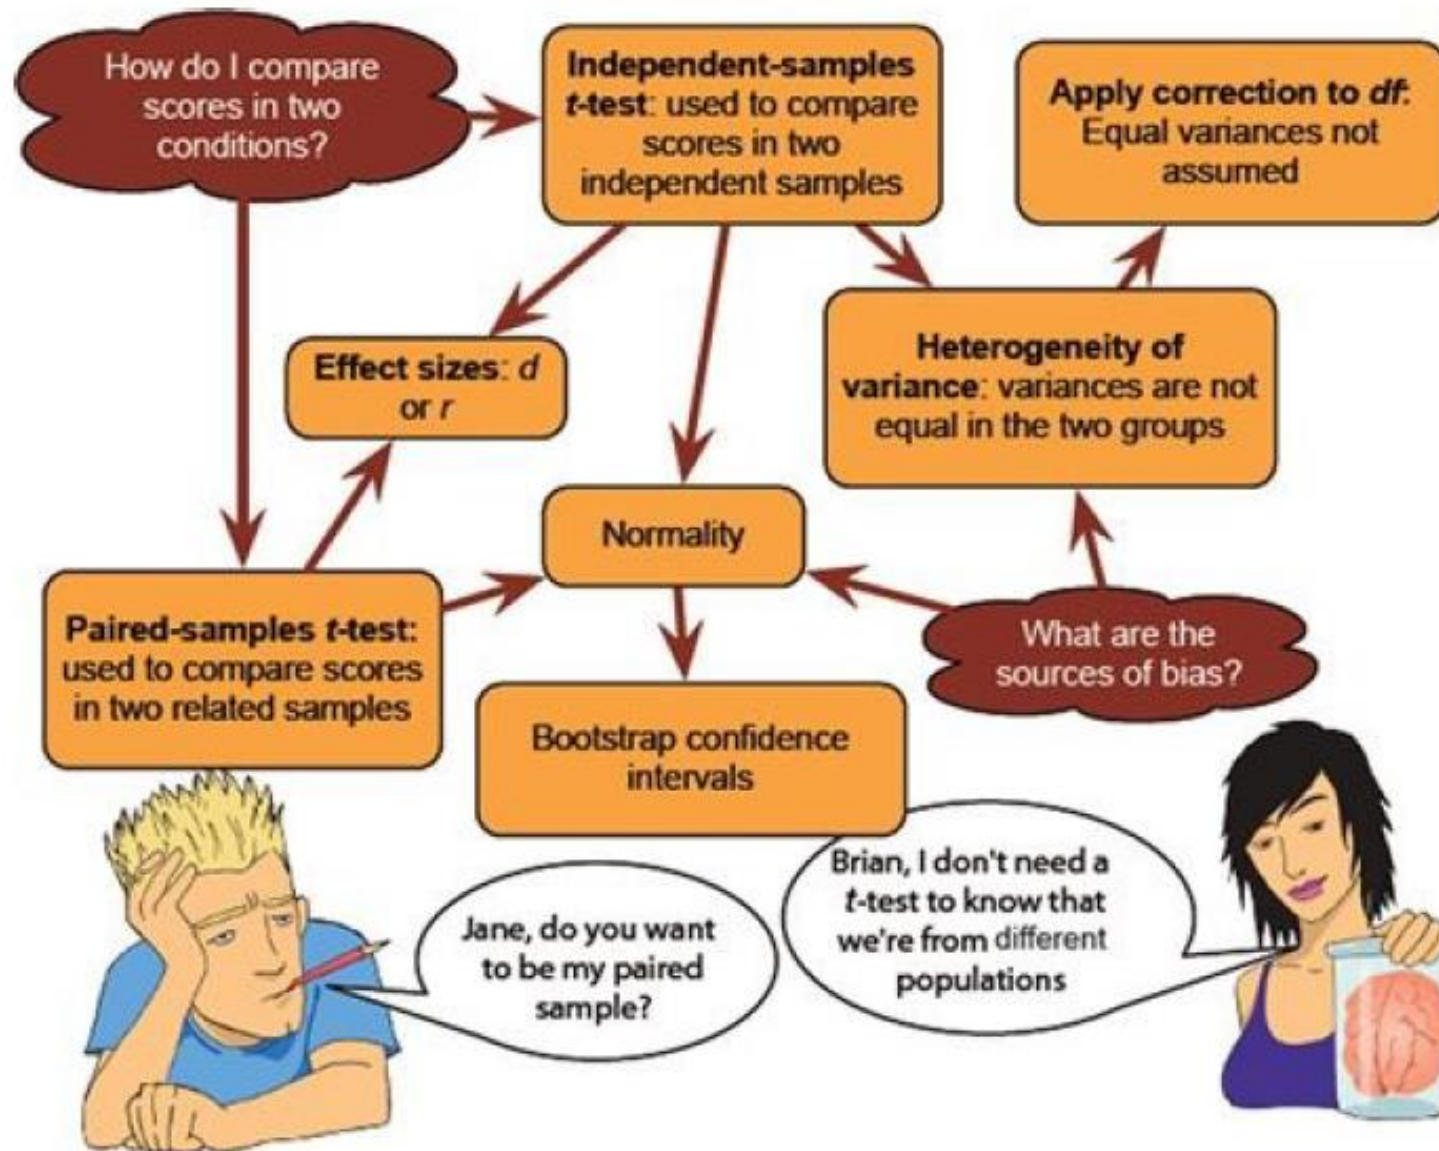 How do I compare
scores in two
conditions?
Independent-samples
t-test: used to compare
scores in two
independent samples
Apply correction to df:
Equal variances not
assumed
Effect sizes: d
or r
Heterogeneity of
variance: variances are not
equal in the two groups
Normality
Paired-samples t-test:
used to compare scores
in two related samples
What are the
sources of bias?
Bootstrap confidence
intervals
Jane, do you want
to be my paired
sample?
Brian, I don't need a
t-test to know that
we're from different
populations